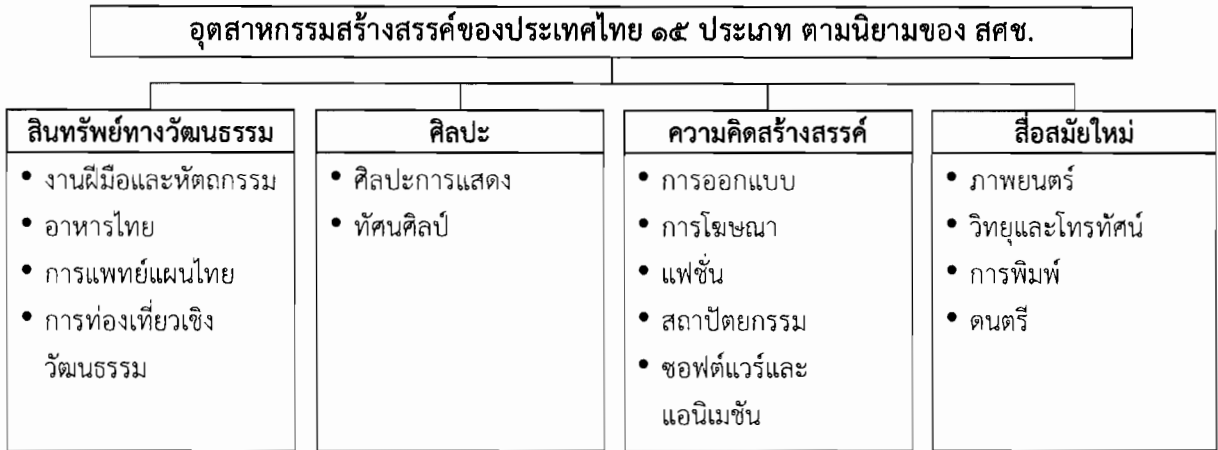 อุตสาหกรรมสร้างสรรค์ของประเทศไทย ๑๕ ประเภท ตามนิยามของ สศช.
สินทรัพย์ทางวัฒนธรรม
• งานฝีมือและหัตถกรรม
• อาหารไทย
• การแพทย์แผนไทย
• การท่องเที่ยวเชิง
วัฒนธรรม
ศิลปะ
• ศิลปะการแสดง
• ทัศนศิลป์
ความคิดสร้างสรรค์
• การออกแบบ
• การโฆษณา
• แฟชั่น
• สถาปัตยกรรม
• ซอฟต์แวร์และ
แอนิเมชัน
สื่อสมัยใหม่
• ภาพยนตร์
• วิทยุและโทรทัศน์
• การพิมพ์
• ดนตรี